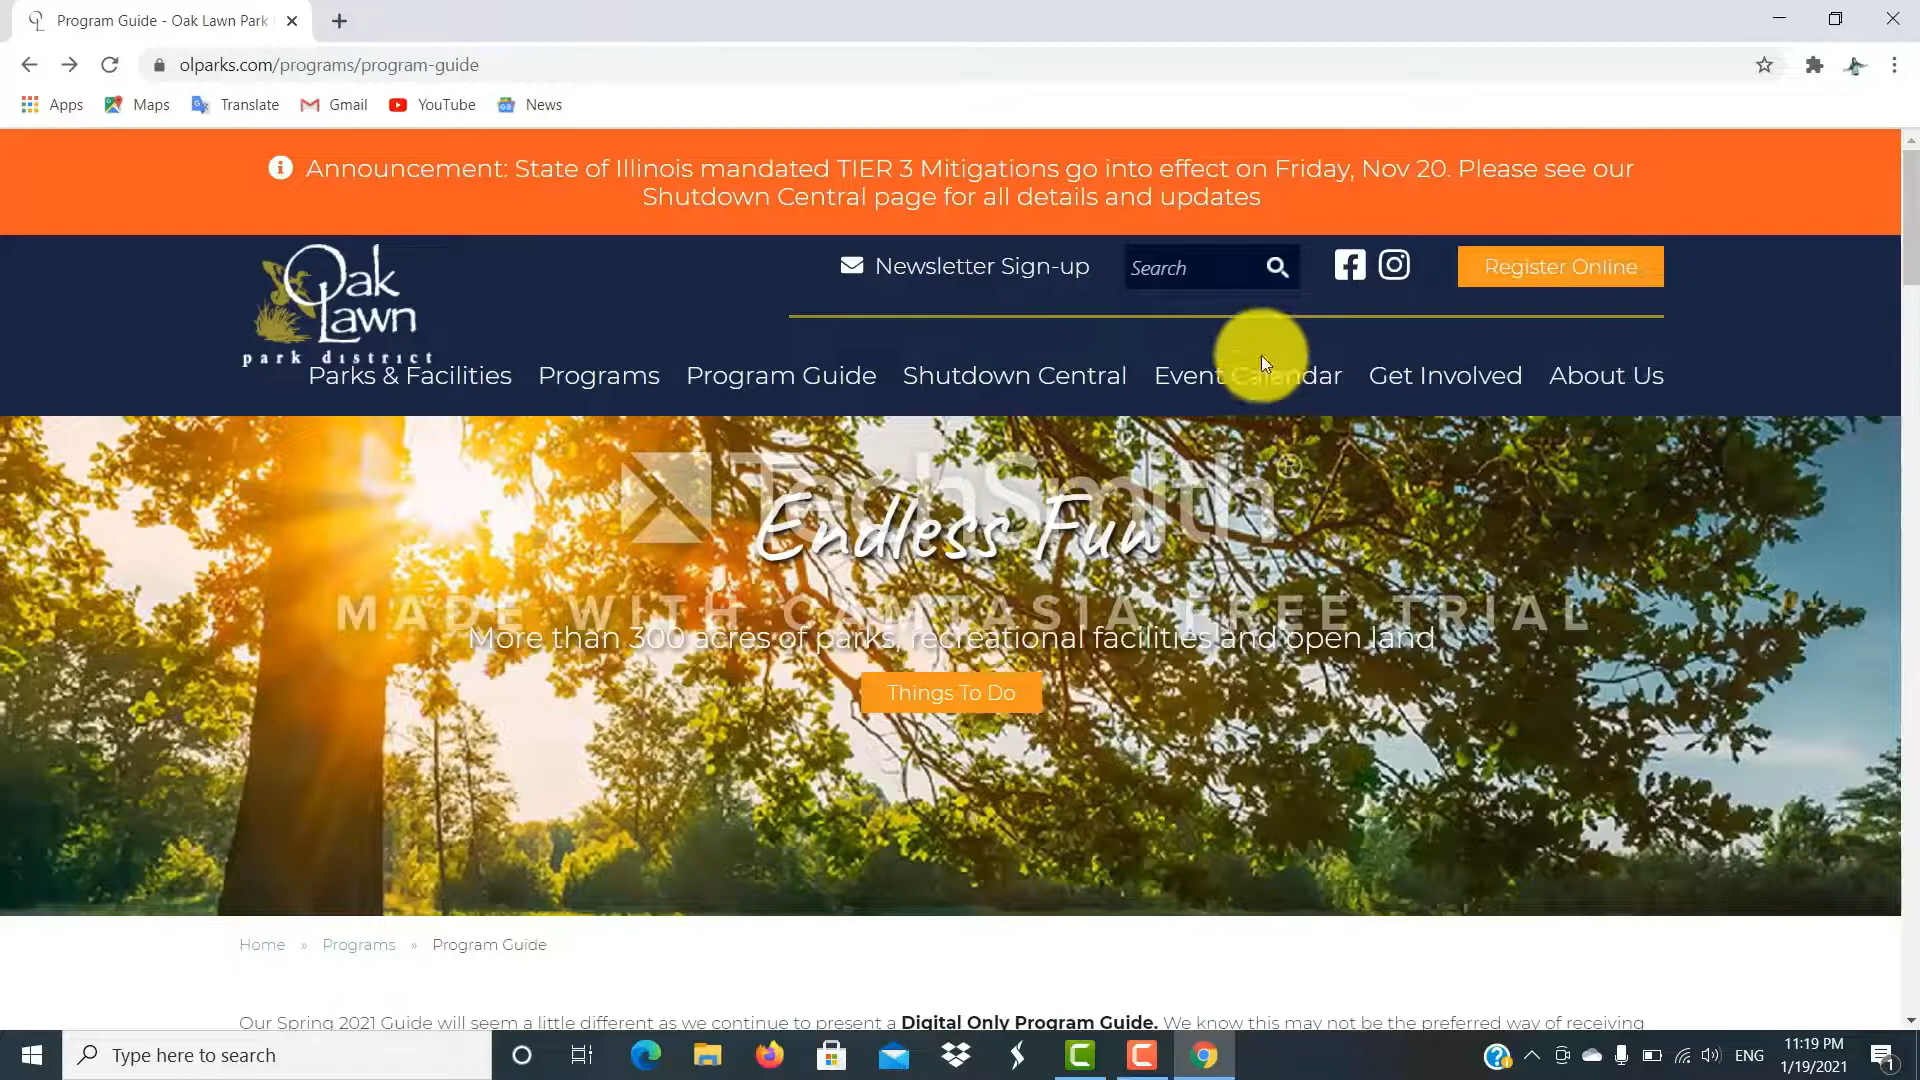 Program Guide - Oak Lawn Park
olparks.com/programs/program-guide
Apps
Maps
Translate
Gmail
YouTube
News
Announcement: State of Illinois mandated TIER 3 Mitigations go into effect on Friday, Nov 20. Please see our
Shutdown Central page for all details and updates
Oak
Lawn
park district
Newsletter Sign-up
Search
Register Online
Parks & Facilities
Programs
Program Guide
Shutdown Central
Event Calendar
Get Involved
About Us
TechSmith®
Endless Fun
MADE WITH CAMTASIA FREE TRIAL
More than 300 acres of parks, recreational facilities and open land
Things To Do
Home » Programs » Program Guide
Our Spring 2021 Guide will seem a little different as we continue to present a Digital Only Program Guide. We know this may not be the preferred way of receiving
Type here to search
ENG
11:19 PM
1/19/2021
1